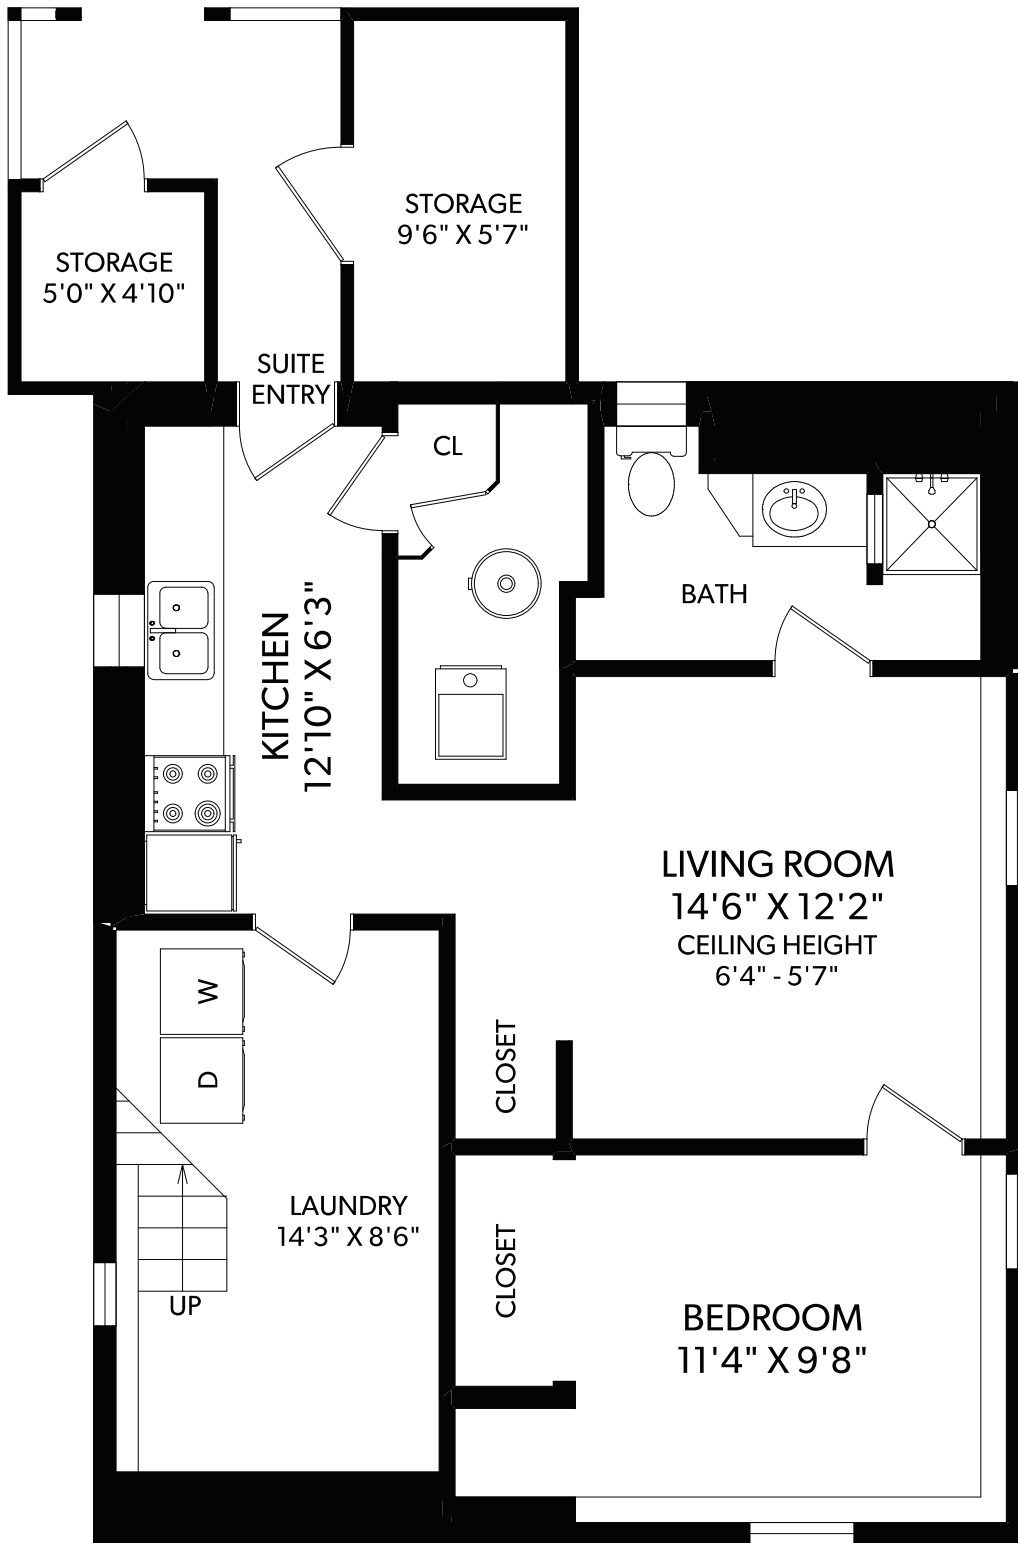 STORAGE
9'6" X 5'7"
STORAGE
5'0" X 4'10"
SUITE
ENTRY
CL
BATH
KITCHEN
12'10" X 6'3"
LIVING ROOM
14'6" X 12'2"
CEILING HEIGHT
6'4" - 5'7"
W
D
CLOSET
LAUNDRY
14'3" X 8'6"
CLOSET
UP
BEDROOM
11'4" X 9'8"